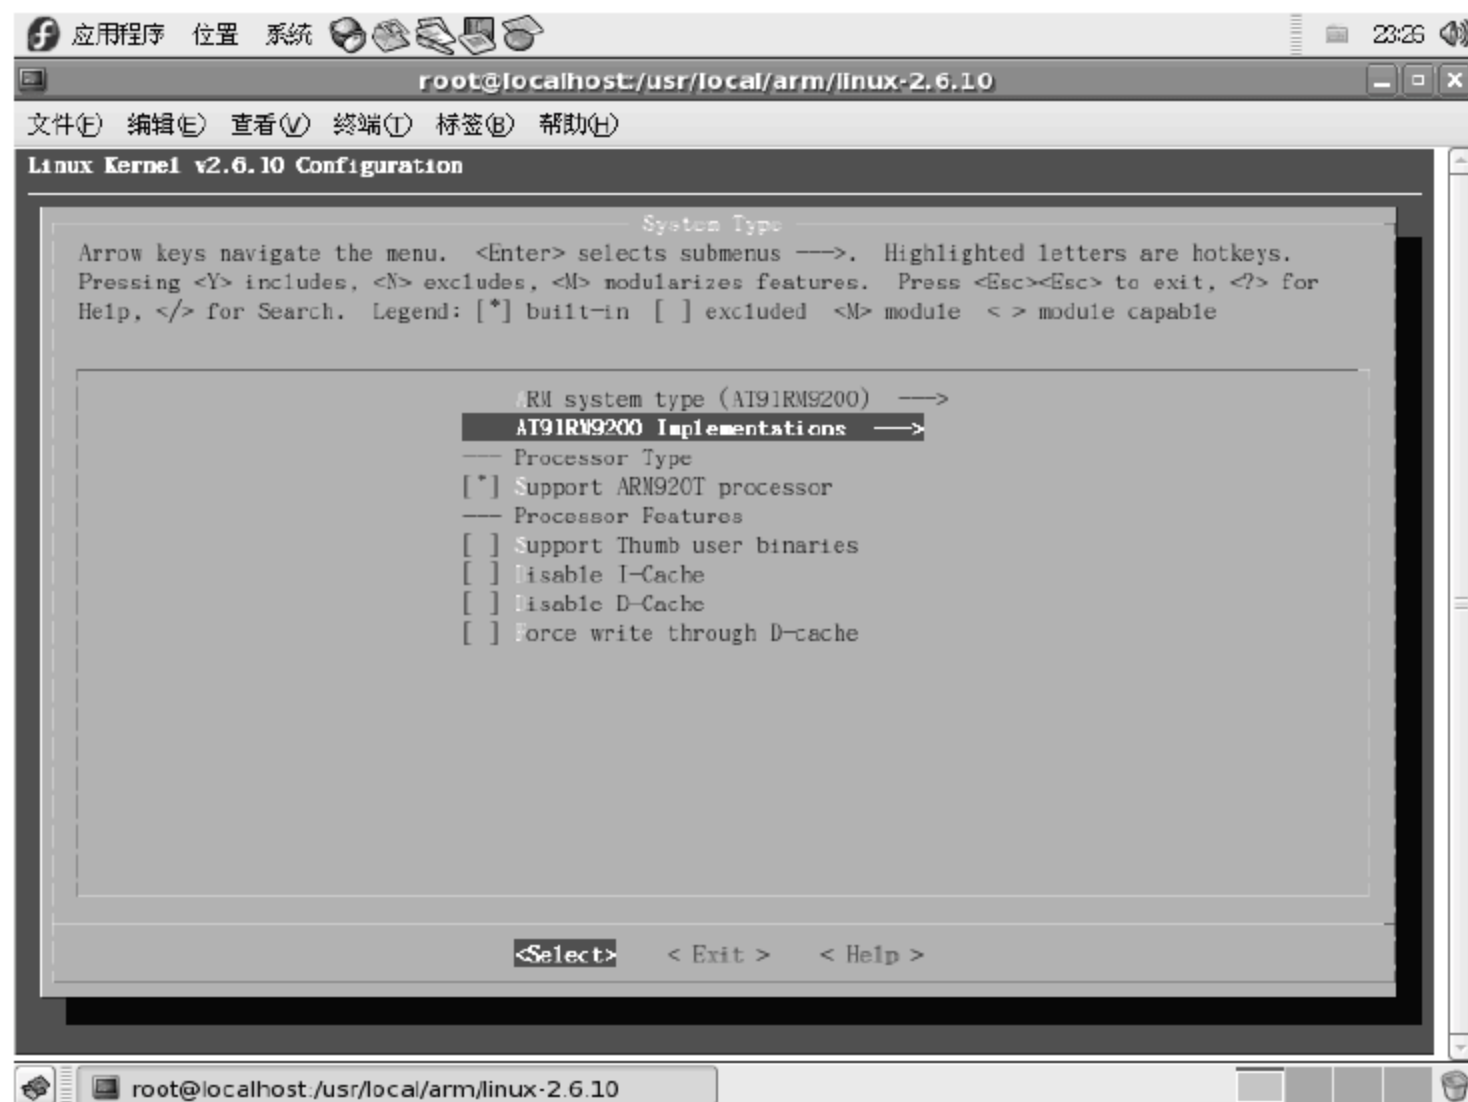 应用程序 位置 系统 23:26
root@localhost:/usr/local/arm/linux-2.6.10
文件(F) 编辑(E) 查看(V) 终端(T) 标签(B) 帮助(H)
Linux Kernel v2.6.10 Configuration
System Type
Arrow keys navigate the menu. <Enter> selects submenus --->. Highlighted letters are hotkeys.
Pressing <Y> includes, <N> excludes, <M> modularizes features. Press <Esc><Esc> to exit, <?> for
Help, </> for Search. Legend: [*] built-in [ ] excluded <M> module < > module capable
ARM system type (AT91RM9200) --->
AT91RM9200 Implementations --->
--- Processor Type
[*] Support ARM920T processor
--- Processor Features
[ ] Support Thumb user binaries
[ ] Disable I-Cache
[ ] Disable D-Cache
[ ] Force write through D-cache
<Select> < Exit > < Help >
root@localhost:/usr/local/arm/linux-2.6.10